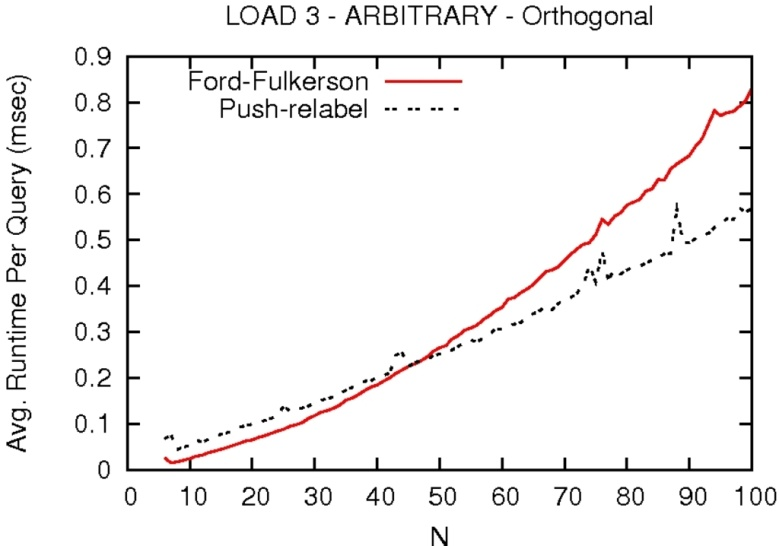 LOAD 3 - ARBITRARY - Orthogonal
Avg. Runtime Per Query (msec)
0.9
0.8
0.7
0.6
0.5
0.4
0.3
0.2
0.1
0
Ford-Fulkerson
Push-relabel
0 10 20 30 40 50 60 70 80 90 100
N